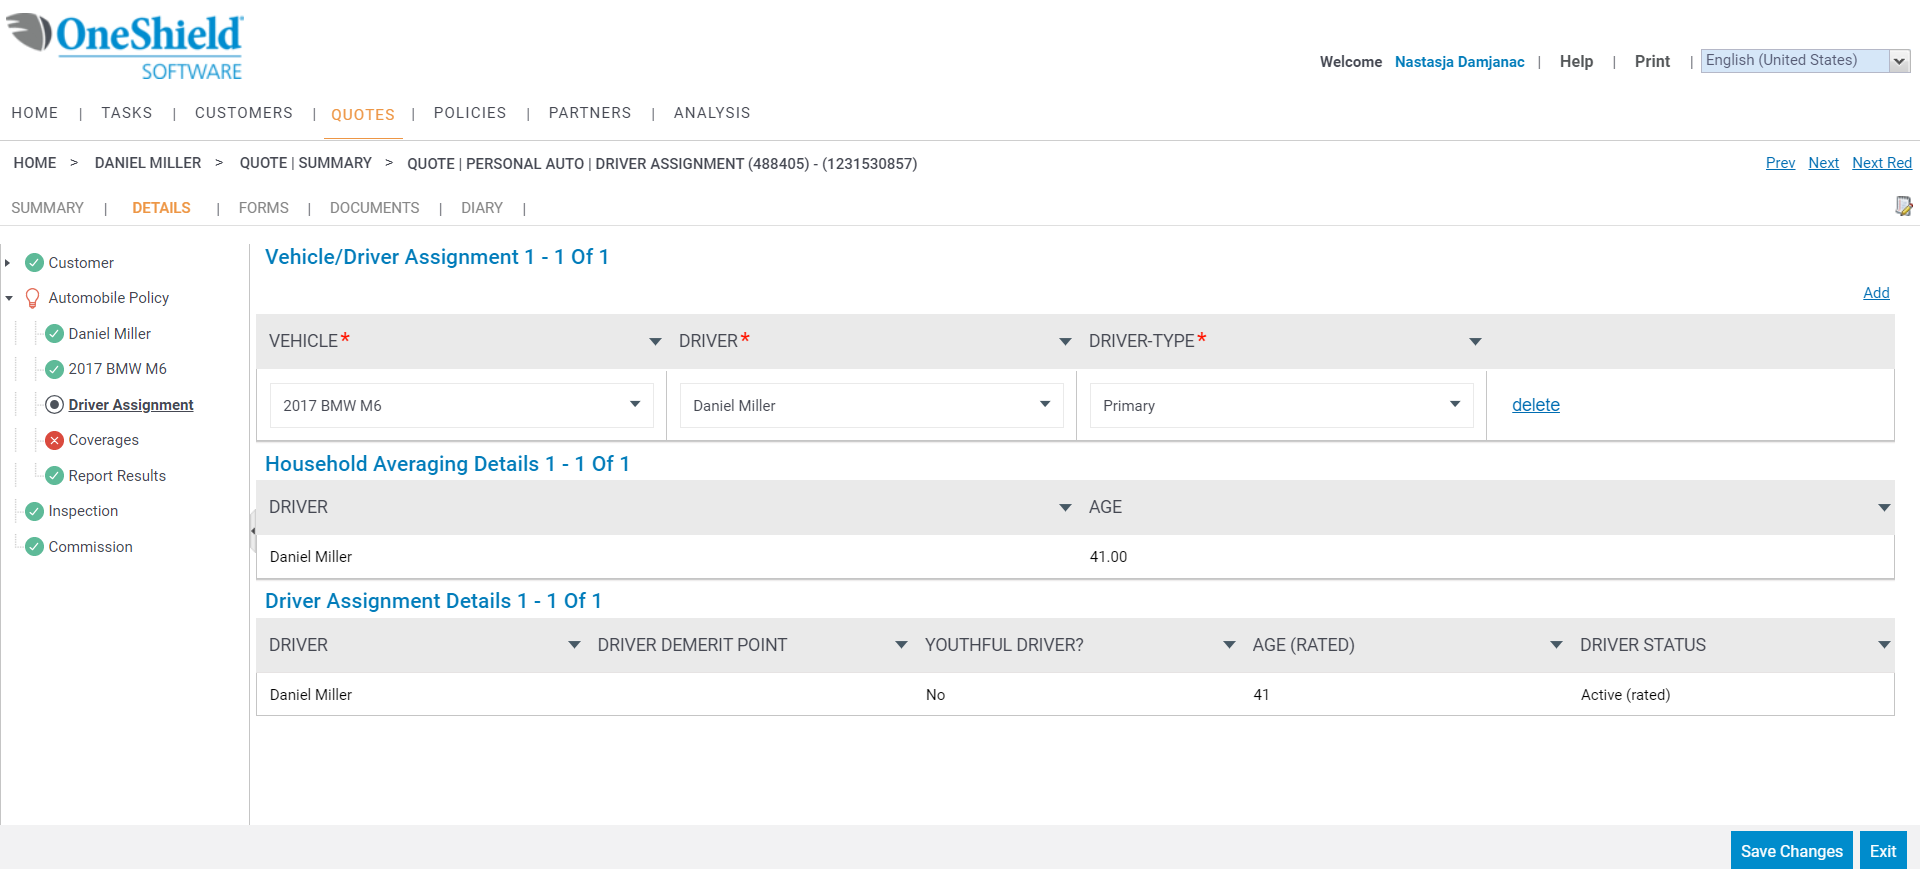 OneShield
SOFTWARE
Welcome Nastasja Damjanac | Help | Print | English (United States)
HOME | TASKS | CUSTOMERS | QUOTES | POLICIES | PARTNERS | ANALYSIS
HOME > DANIEL MILLER > QUOTE | SUMMARY > QUOTE | PERSONAL AUTO | DRIVER ASSIGNMENT (488405) - (1231530857)
Prev Next Next Red
SUMMARY | DETAILS | FORMS | DOCUMENTS | DIARY |
Customer
Automobile Policy
Daniel Miller
2017 BMW M6
Driver Assignment
Coverages
Report Results
Inspection
Commission
Vehicle/Driver Assignment 1 - 1 Of 1
Add
VEHICLE* DRIVER* DRIVER-TYPE*
2017 BMW M6 Daniel Miller Primary delete
Household Averaging Details 1 - 1 Of 1
DRIVER AGE
Daniel Miller 41.00
Driver Assignment Details 1 - 1 Of 1
DRIVER DRIVER DEMERIT POINT YOUTHFUL DRIVER? AGE (RATED) DRIVER STATUS
Daniel Miller No 41 Active (rated)
Save Changes Exit